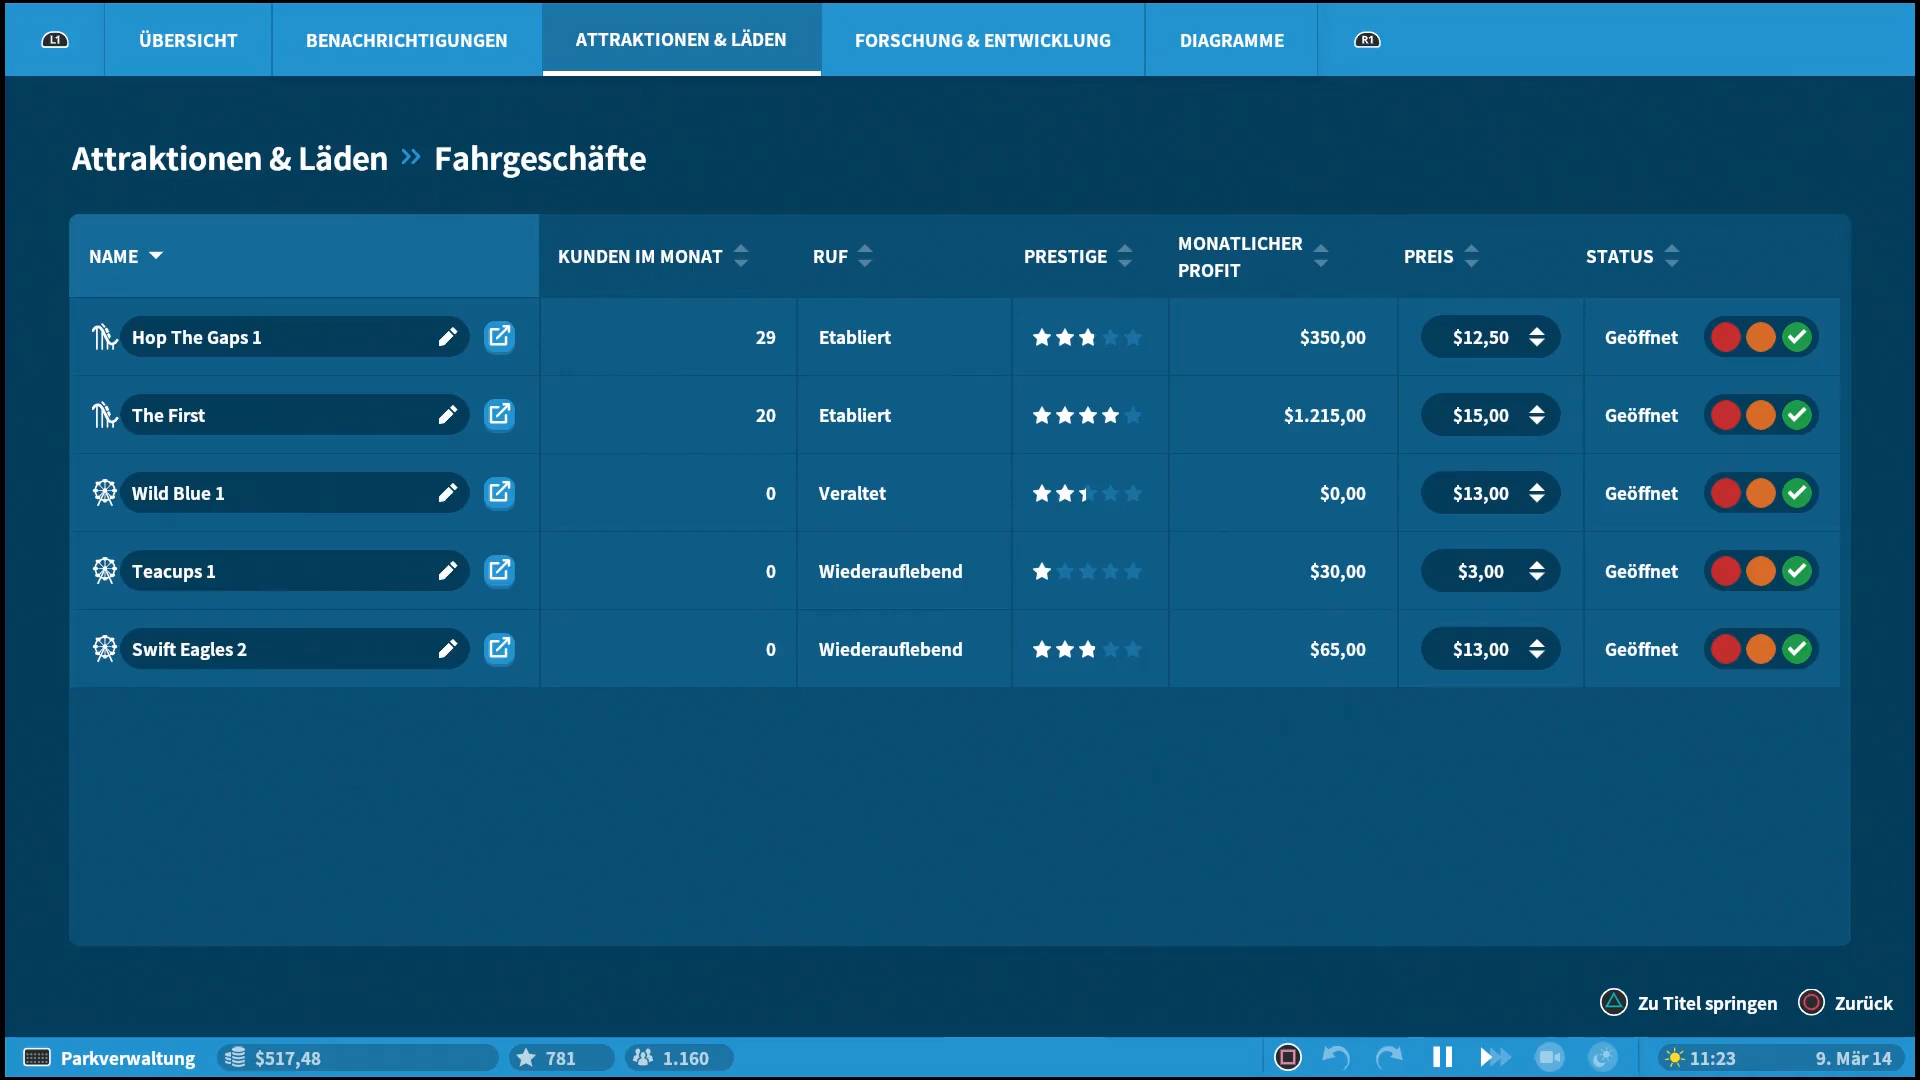 L1 ÜBERSICHT BENACHRICHTIGUNGEN ATTRAKTIONEN & LÄDEN FORSCHUNG & ENTWICKLUNG DIAGRAMME R1
Attraktionen & Läden » Fahrgeschäfte
NAME KUNDEN IM MONAT RUF PRESTIGE MONATLICHER PROFIT PREIS STATUS
Hop The Gaps 1 29 Etabliert $350,00 $12,50 Geöffnet
The First 20 Etabliert $1.215,00 $15,00 Geöffnet
Wild Blue 1 0 Veraltet $0,00 $13,00 Geöffnet
Teacups 1 0 Wiederauflebend $30,00 $3,00 Geöffnet
Swift Eagles 2 0 Wiederauflebend $65,00 $13,00 Geöffnet
Zu Titel springen Zurück
Parkverwaltung $517,48 781 1.160 11:23 9. Mär 14